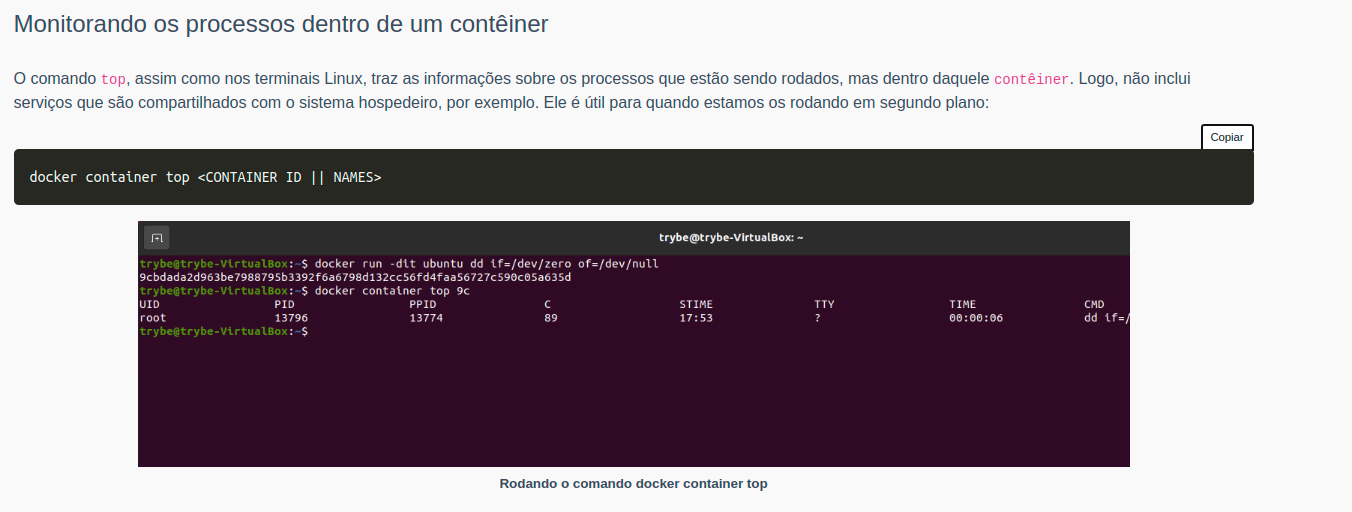 Monitorando os processos dentro de um contêiner
O comando top, assim como nos terminais Linux, traz as informações sobre os processos que estão sendo rodados, mas dentro daquele contêiner. Logo, não inclui
serviços que são compartilhados com o sistema hospedeiro, por exemplo. Ele é útil para quando estamos os rodando em segundo plano:
Copiar
docker container top <CONTAINER ID || NAMES>
trybe@trybe-VirtualBox: ~
trybe@trybe-VirtualBox:~$ docker run -dit ubuntu dd if=/dev/zero of=/dev/null
9cbdada2d963be7988795b3392f6a6798d132cc56fd4faa56727c590c05a635d
trybe@trybe-VirtualBox:~$ docker container top 9c
UID PID PPID C STIME TTY TIME CMD
root 13796 13774 89 17:53 ? 00:00:06 dd if=/
trybe@trybe-VirtualBox:~$
Rodando o comando docker container top